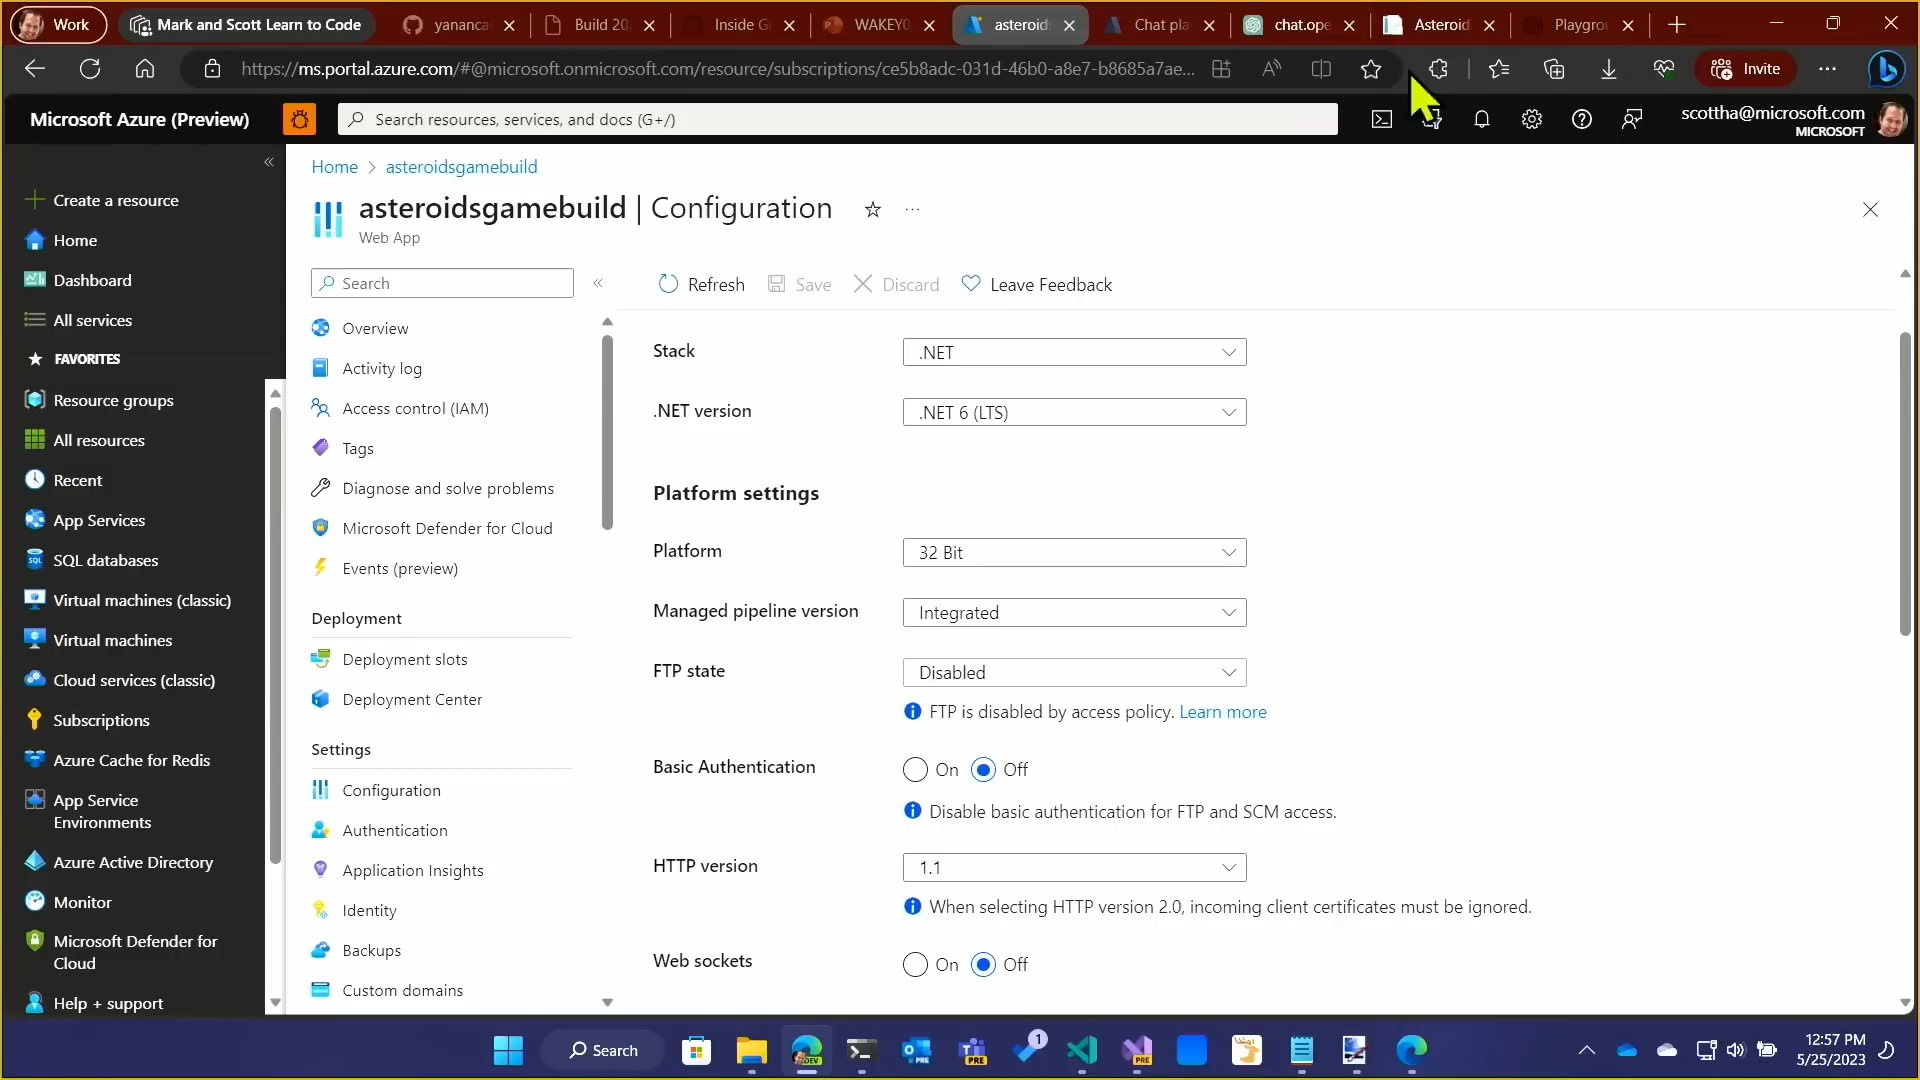 Work
Mark and Scott Learn to Code
yananca
Build 20
Inside Gi
WAKEY0
asteroids
Chat pla
chat.ope
Asteroid
Playgrou
https://ms.portal.azure.com/#@microsoft.onmicrosoft.com/resource/subscriptions/ce5b8adc-031d-46b0-a8e7-b8685a7ae...
Invite
Microsoft Azure (Preview)
Search resources, services, and docs (G+/)
scottha@microsoft.com
MICROSOFT
Create a resource
Home
Dashboard
All services
FAVORITES
Resource groups
All resources
Recent
App Services
SQL databases
Virtual machines (classic)
Virtual machines
Cloud services (classic)
Subscriptions
Azure Cache for Redis
App Service
Environments
Azure Active Directory
Monitor
Microsoft Defender for
Cloud
Help + support
Home > asteroidsgamebuild
asteroidsgamebuild | Configuration
Web App
Search
Overview
Activity log
Access control (IAM)
Tags
Diagnose and solve problems
Microsoft Defender for Cloud
Events (preview)
Deployment
Deployment slots
Deployment Center
Settings
Configuration
Authentication
Application Insights
Identity
Backups
Custom domains
Refresh
Save
Discard
Leave Feedback
Stack
.NET
.NET version
.NET 6 (LTS)
Platform settings
Platform
32 Bit
Managed pipeline version
Integrated
FTP state
Disabled
FTP is disabled by access policy. Learn more
Basic Authentication
On
Off
Disable basic authentication for FTP and SCM access.
HTTP version
1.1
When selecting HTTP version 2.0, incoming client certificates must be ignored.
Web sockets
On
Off
Search
DEV
PRE
PRE
1
PRE
12:57 PM
5/25/2023